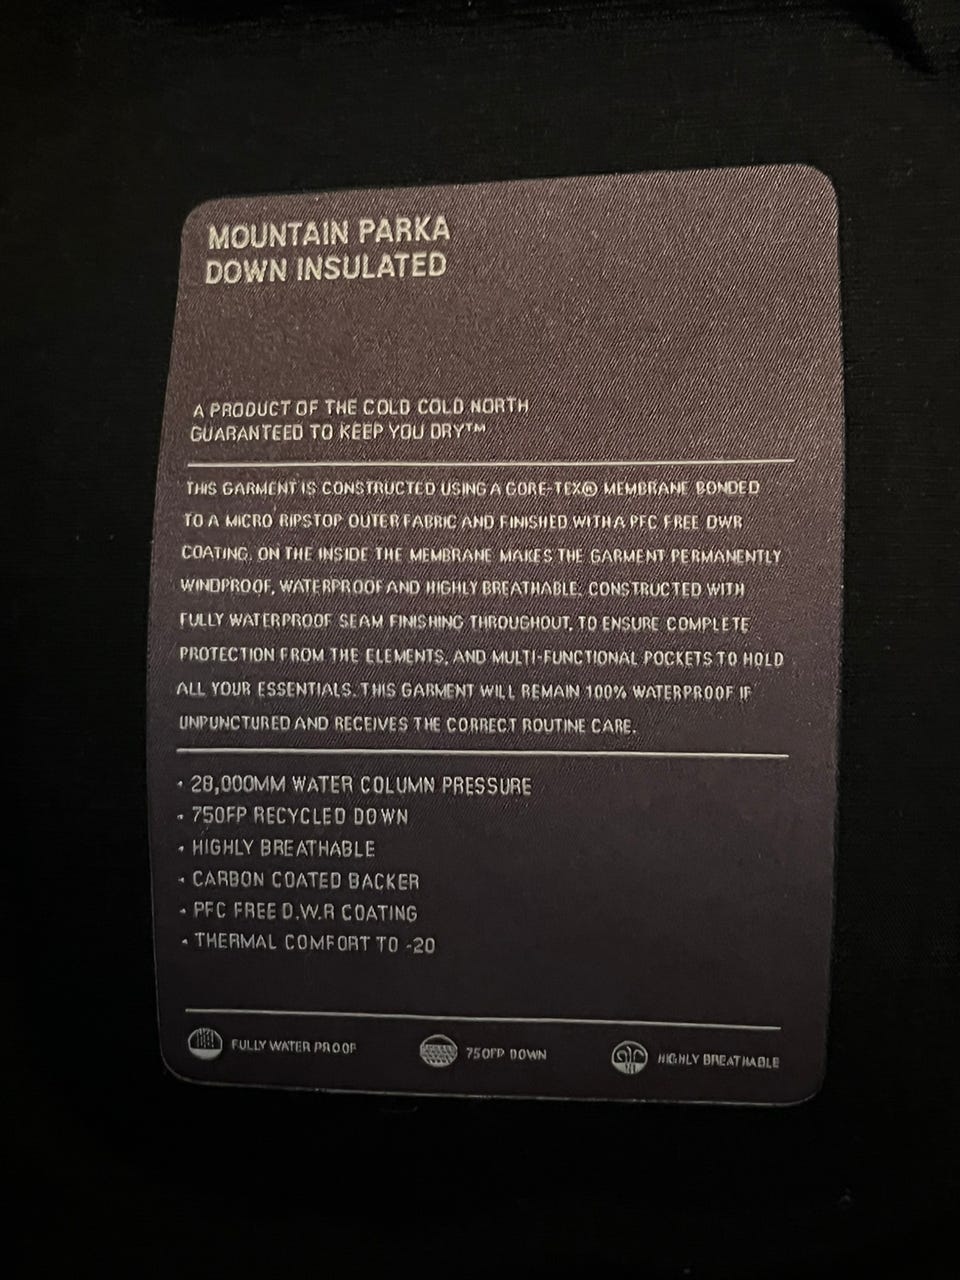 MOUNTAIN PARKA
DOWN INSULATED
A PRODUCT OF THE COLD COLD NORTH
GUARANTEED TO KEEP YOU DRY™
THIS GARMENT IS CONSTRUCTED USING A GORE-TEX® MEMBRANE BONDED
TO A MICRO RIPSTOP OUTER FABRIC AND FINISHED WITH A PFC FREE DWR
COATING. ON THE INSIDE THE MEMBRANE MAKES THE GARMENT PERMANENTLY
WINDPROOF, WATERPROOF AND HIGHLY BREATHABLE. CONSTRUCTED WITH
FULLY WATERPROOF SEAM FINISHING THROUGHOUT, TO ENSURE COMPLETE
PROTECTION FROM THE ELEMENTS, AND MULTI-FUNCTIONAL POCKETS TO HOLD
ALL YOUR ESSENTIALS. THIS GARMENT WILL REMAIN 100% WATERPROOF IF
UNPUNCTURED AND RECEIVES THE CORRECT ROUTINE CARE.
• 28,000MM WATER COLUMN PRESSURE
• 750FP RECYCLED DOWN
• HIGHLY BREATHABLE
• CARBON COATED BACKER
• PFC FREE D.W.R COATING
• THERMAL COMFORT TO -20
FULLY WATER PROOF 750FP DOWN HIGHLY BREATHABLE